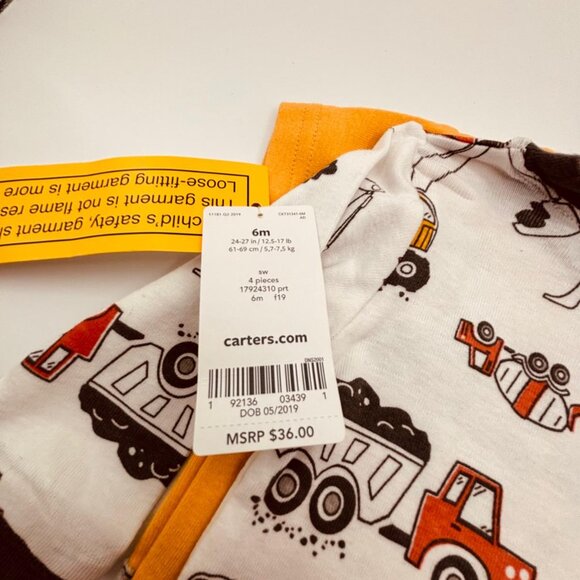 child's safety, garment sh
This garment is not flame res
Loose-fitting garment is more
6m
24-27 in / 12.5-17 lb
61-69 cm / 5,7-7,5 kg
sw
4 pieces
17924310 prt
6m f19
carters.com
DNS2001
1 92136 03439 1
DOB 05/2019
MSRP $36.00